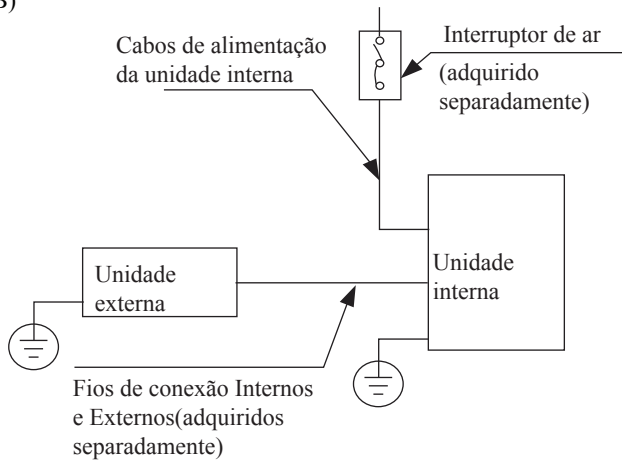 3)
Cabos de alimentação
da unidade interna
Interruptor de ar
(adquirido
separadamente)
Unidade
externa
Unidade
interna
Fios de conexão Internos
e Externos(adquiridos
separadamente)